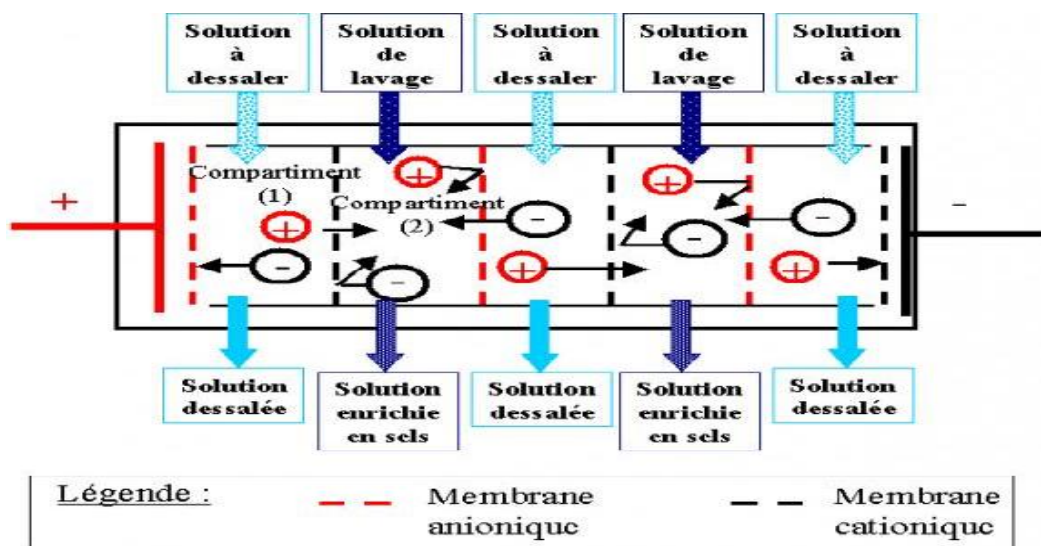 Solution
à
dessaler
Solution
de
lavage
Solution
à
dessaler
Solution
de
lavage
Solution
à
dessaler
+
-
Compartiment
(1)
Compartiment
(2)
+
+
-
+
-
-
+
-
-
+
Solution
dessalée
Solution
enrichie
en sels
Solution
dessalée
Solution
enrichie
en sels
Solution
dessalée
Légende :
Membrane
anionique
Membrane
cationique